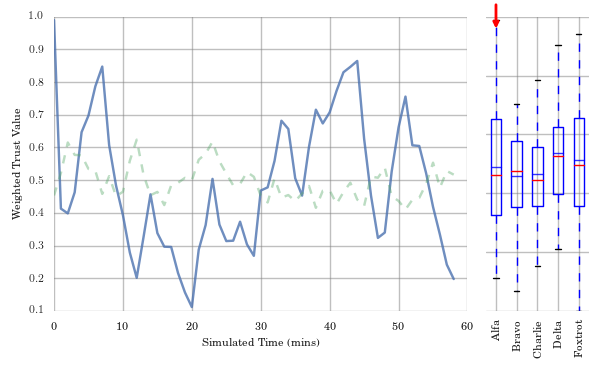 1.0
0.9
0.8
0.7
0.6
0.5
0.4
0.3
0.2
0.1
Weighted Trust Value
0 10 20 30 40 50 60
Simulated Time (mins)
Alfa
Bravo
Charlie
Delta
Foxtrot